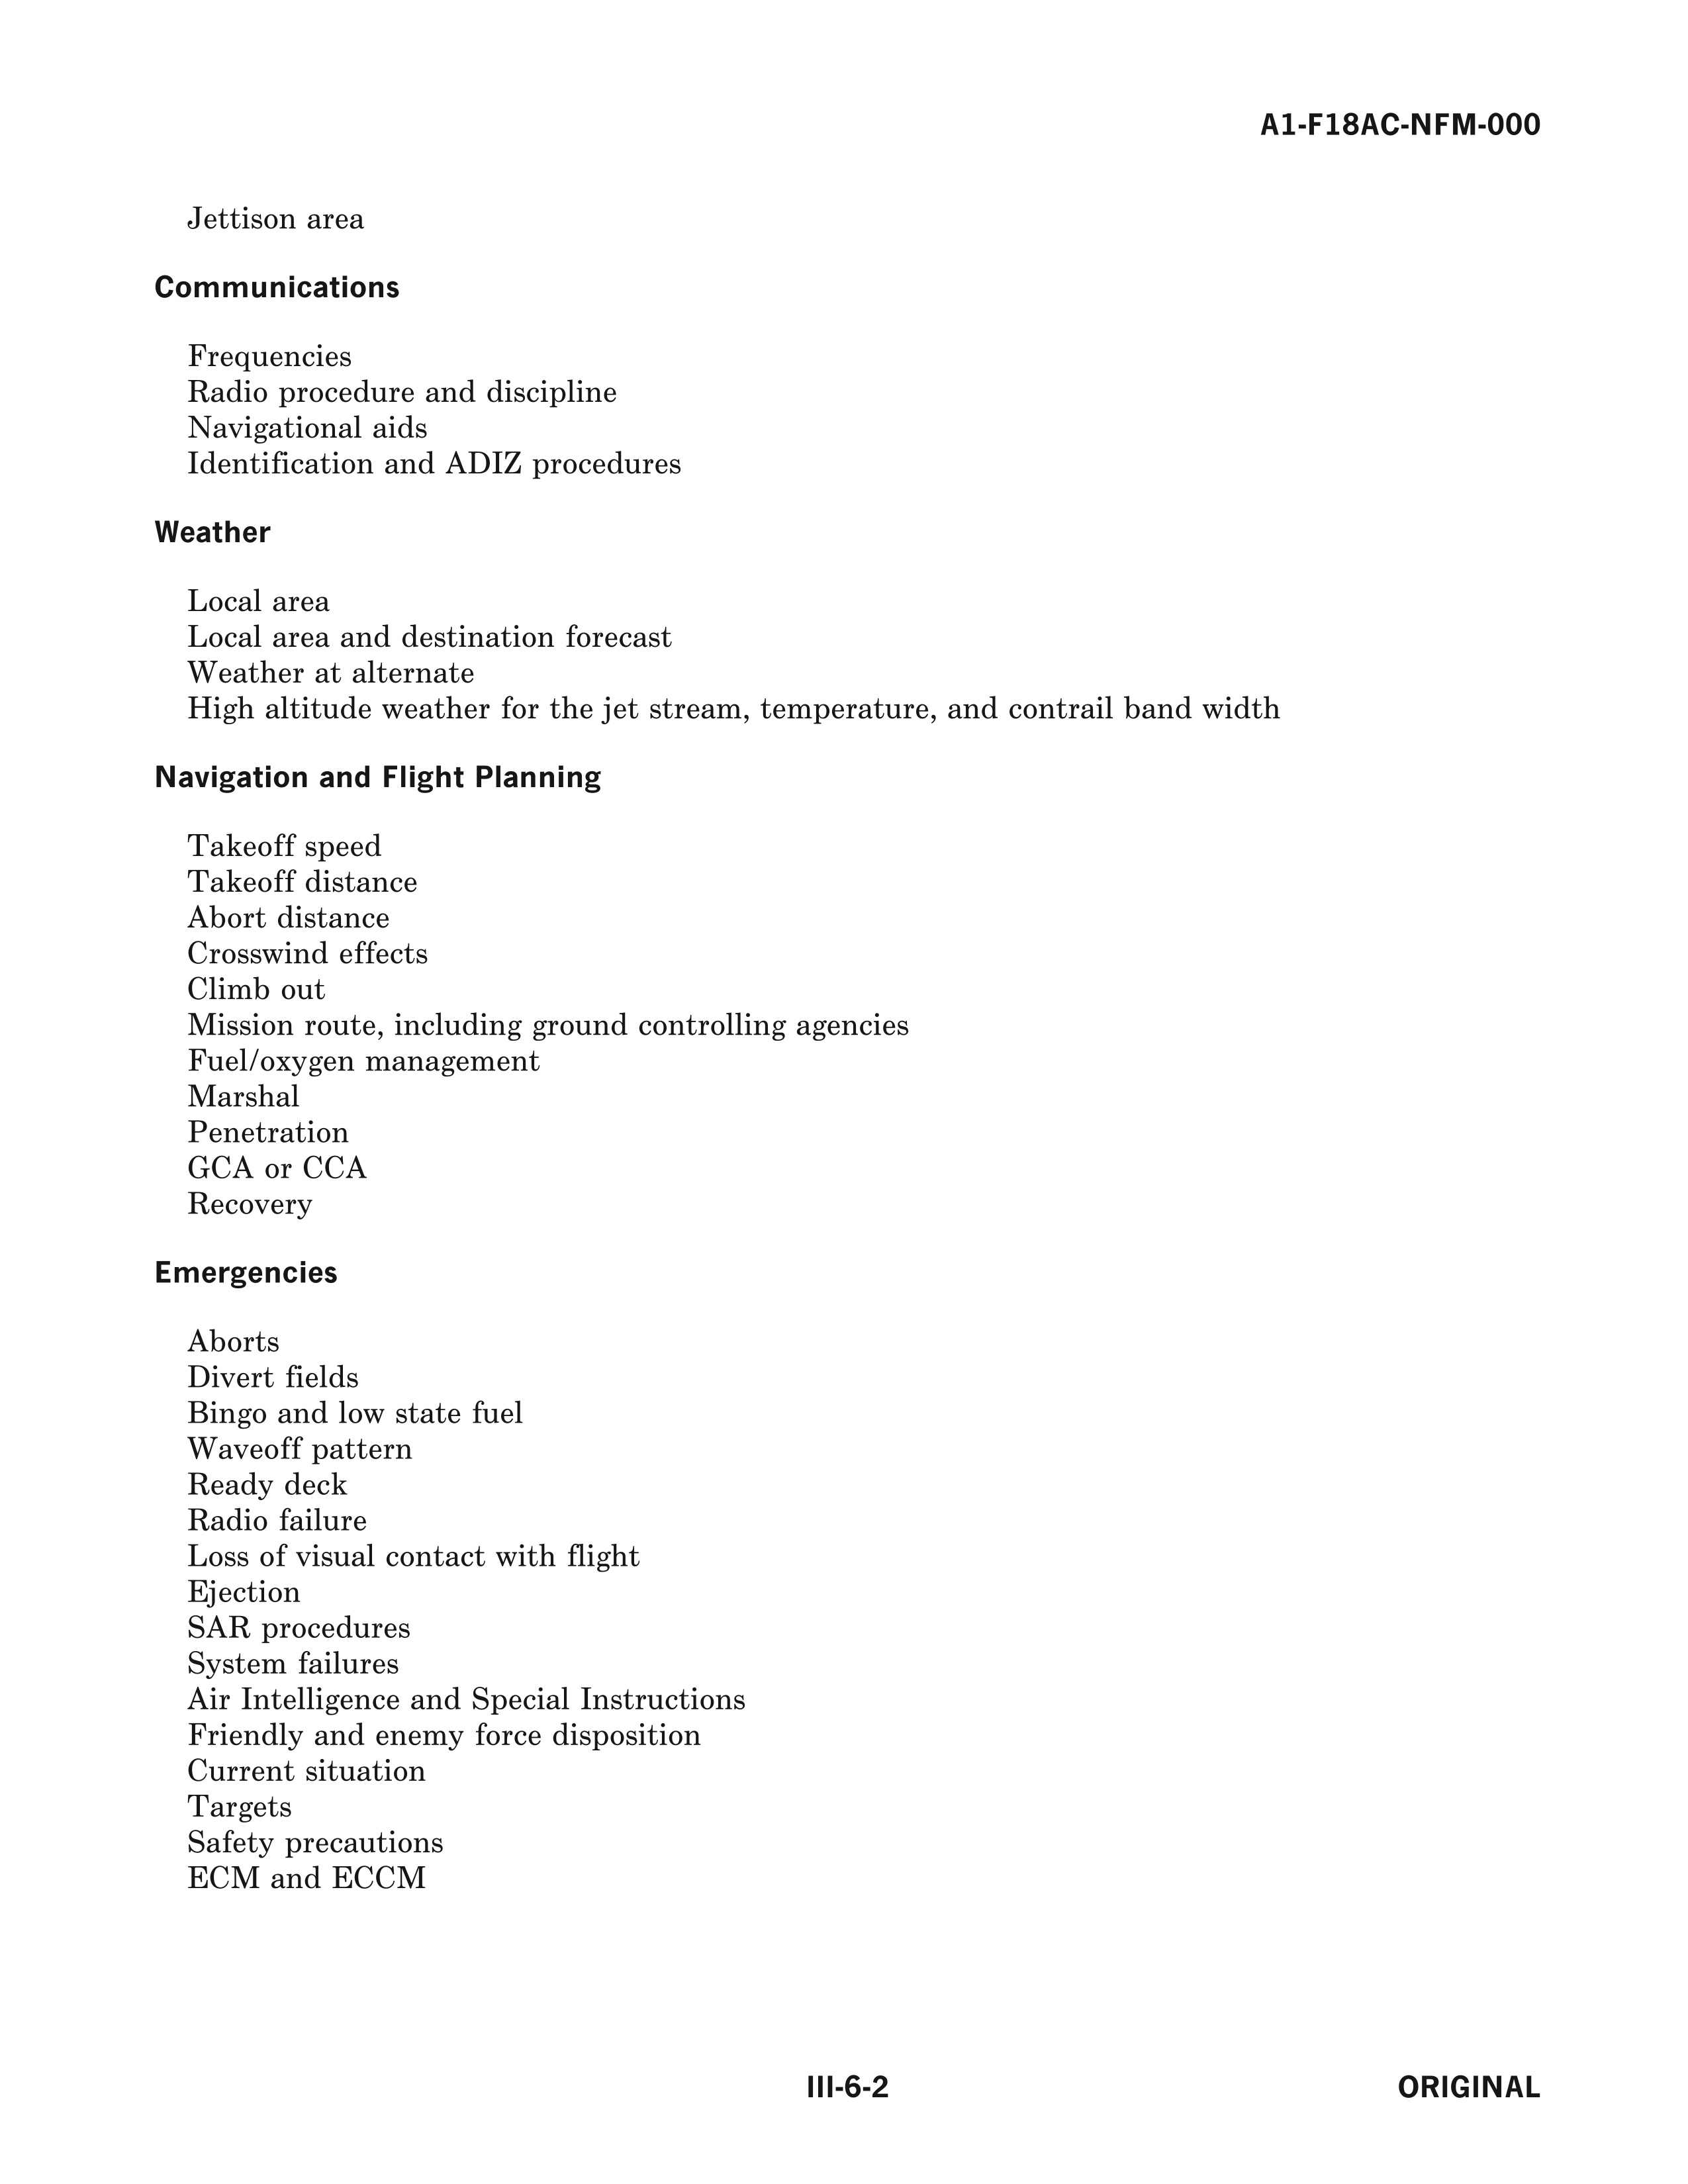 A1-F18AC-NFM-000
Jettison area
Communications
Frequencies
Radio procedure and discipline
Navigational aids
Identification and ADIZ procedures
Weather
Local area
Local area and destination forecast
Weather at alternate
High altitude weather for the jet stream, temperature, and contrail band width
Navigation and Flight Planning
Takeoff speed
Takeoff distance
Abort distance
Crosswind effects
Climb out
Mission route, including ground controlling agencies
Fuel/oxygen management
Marshal
Penetration
GCA or CCA
Recovery
Emergencies
Aborts
Divert fields
Bingo and low state fuel
Waveoff pattern
Ready deck
Radio failure
Loss of visual contact with flight
Ejection
SAR procedures
System failures
Air Intelligence and Special Instructions
Friendly and enemy force disposition
Current situation
Targets
Safety precautions
ECM and ECCM
III-6-2 ORIGINAL